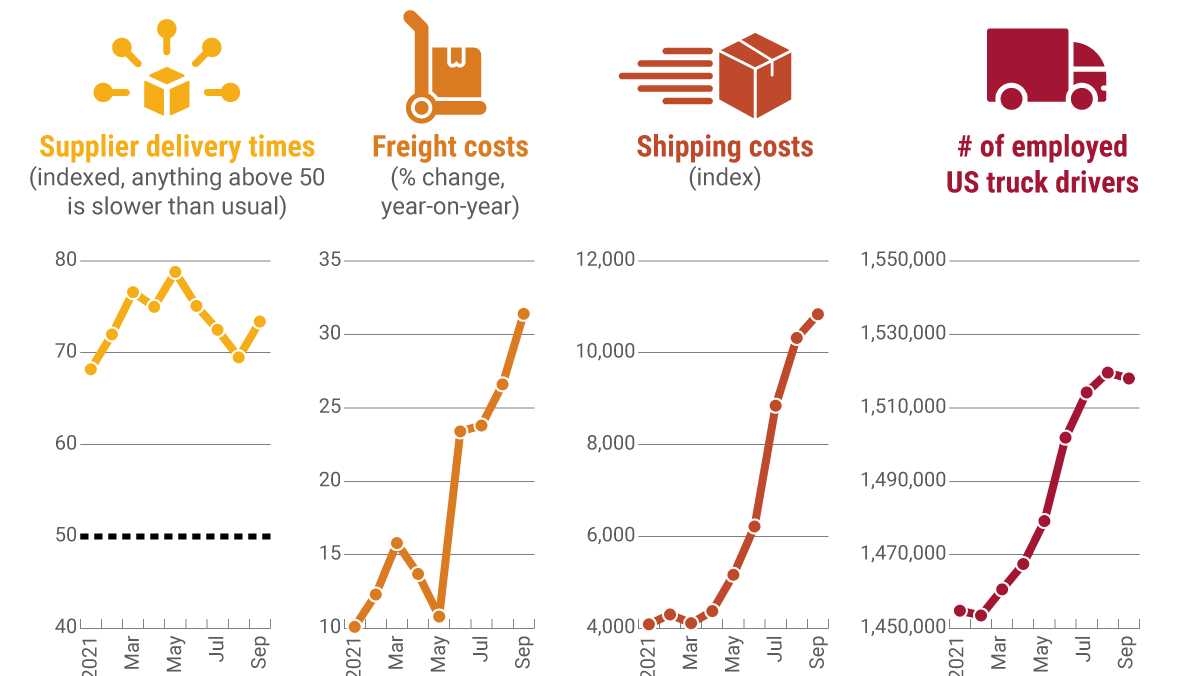 Supplier delivery times
(indexed, anything above 50
is slower than usual)
80
70
60
50
40
2021
Mar
May
Jul
Sep
Freight costs
(% change,
year-on-year)
35
30
25
20
15
10
2021
Mar
May
Jul
Sep
Shipping costs
(index)
12,000
10,000
8,000
6,000
4,000
2021
Mar
May
Jul
Sep
# of employed
US truck drivers
1,550,000
1,530,000
1,510,000
1,490,000
1,470,000
1,450,000
2021
Mar
May
Jul
Sep